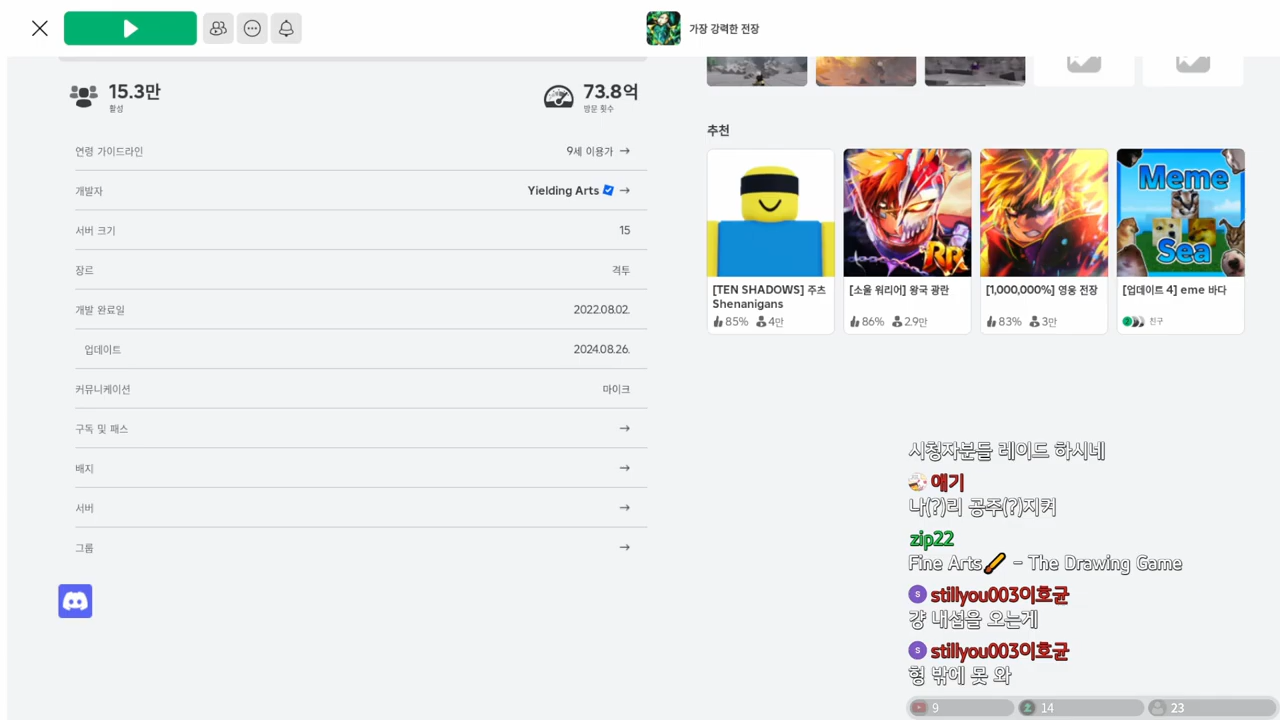 가장 강력한 전장
15.3만
활성
73.8억
방문 횟수
연령 가이드라인
9세 이용가
개발자
Yielding Arts
서버 크기
15
장르
격투
개발 완료일
2022.08.02.
업데이트
2024.08.26.
커뮤니케이션
마이크
구독 및 패스
배지
서버
그룹
추천
RR
Meme
Sea
[TEN SHADOWS] 주츠
Shenanigans
85% 4만
[소울 워리어] 왕국 광란
86% 2.9만
[1,000,000%] 영웅 전장
83% 3만
[업데이트 4] eme 바다
친구
시청자분들 레이드 하시네
얘기
나(?)리 공주(?)지켜
zip22
Fine Arts🖌️ - The Drawing Game
S stillyou003이호균
걍 내섭을 오는게
S stillyou003이호균
형 밖에 못 와
9
14
23